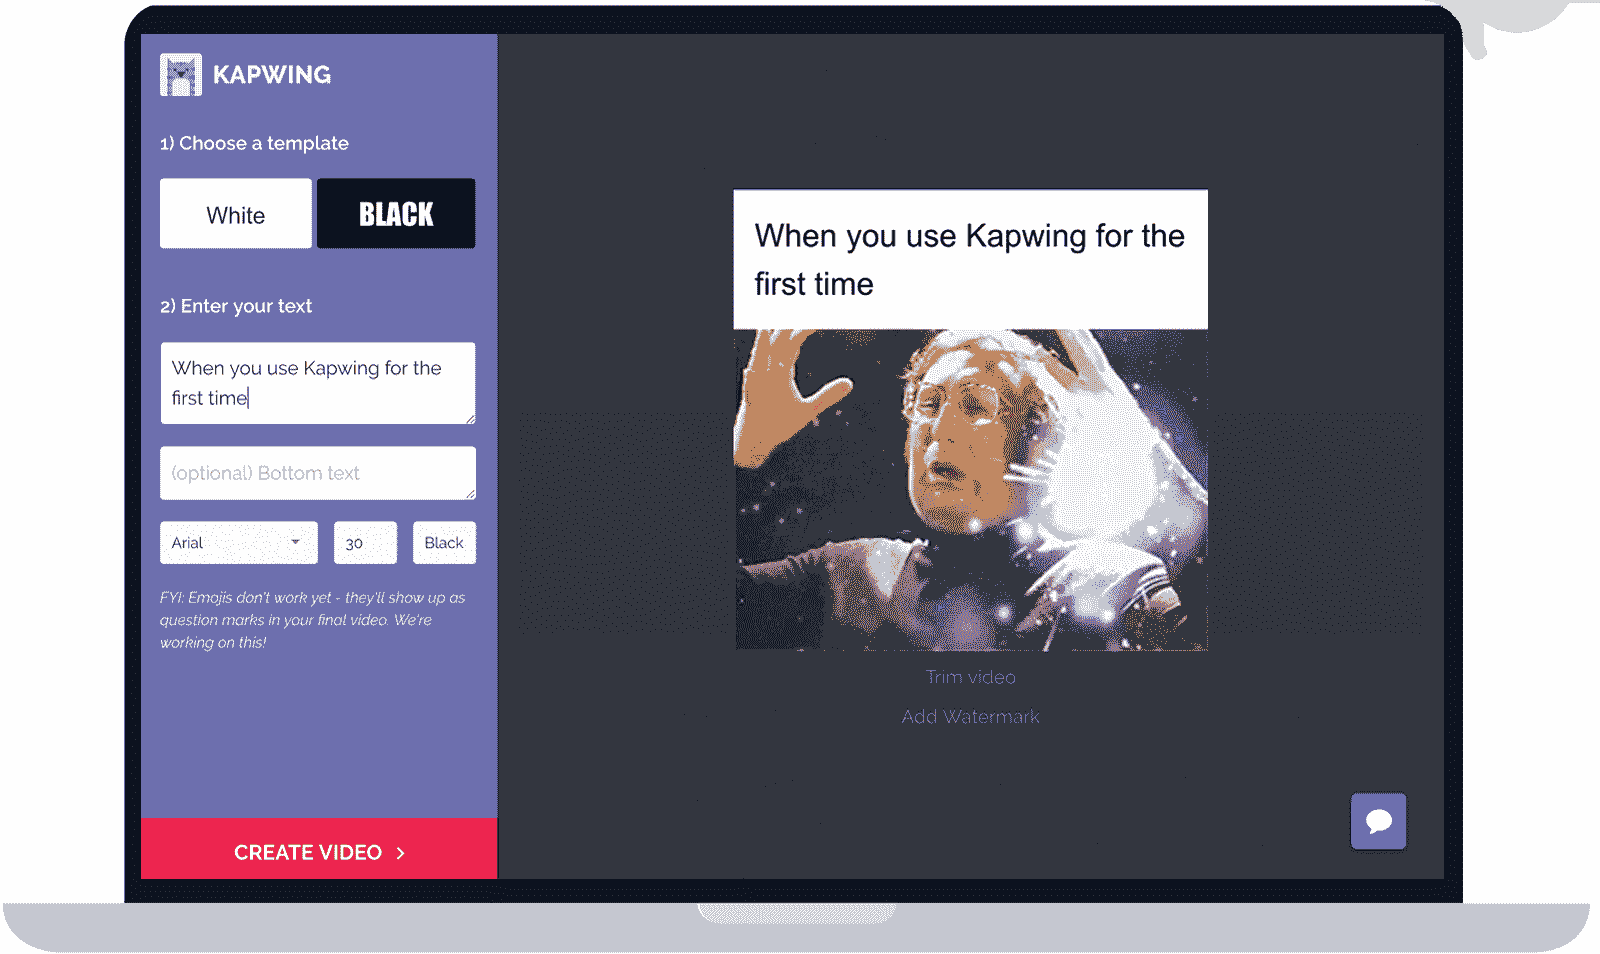 KAPWING
1) Choose a template
White
BLACK
2) Enter your text
When you use Kapwing for the
first time
(optional) Bottom text
Arial
30
Black
FYI: Emojis don't work yet - they'll show up as
question marks in your final video. We're
working on this!
CREATE VIDEO
When you use Kapwing for the
first time
Trim video
Add Watermark